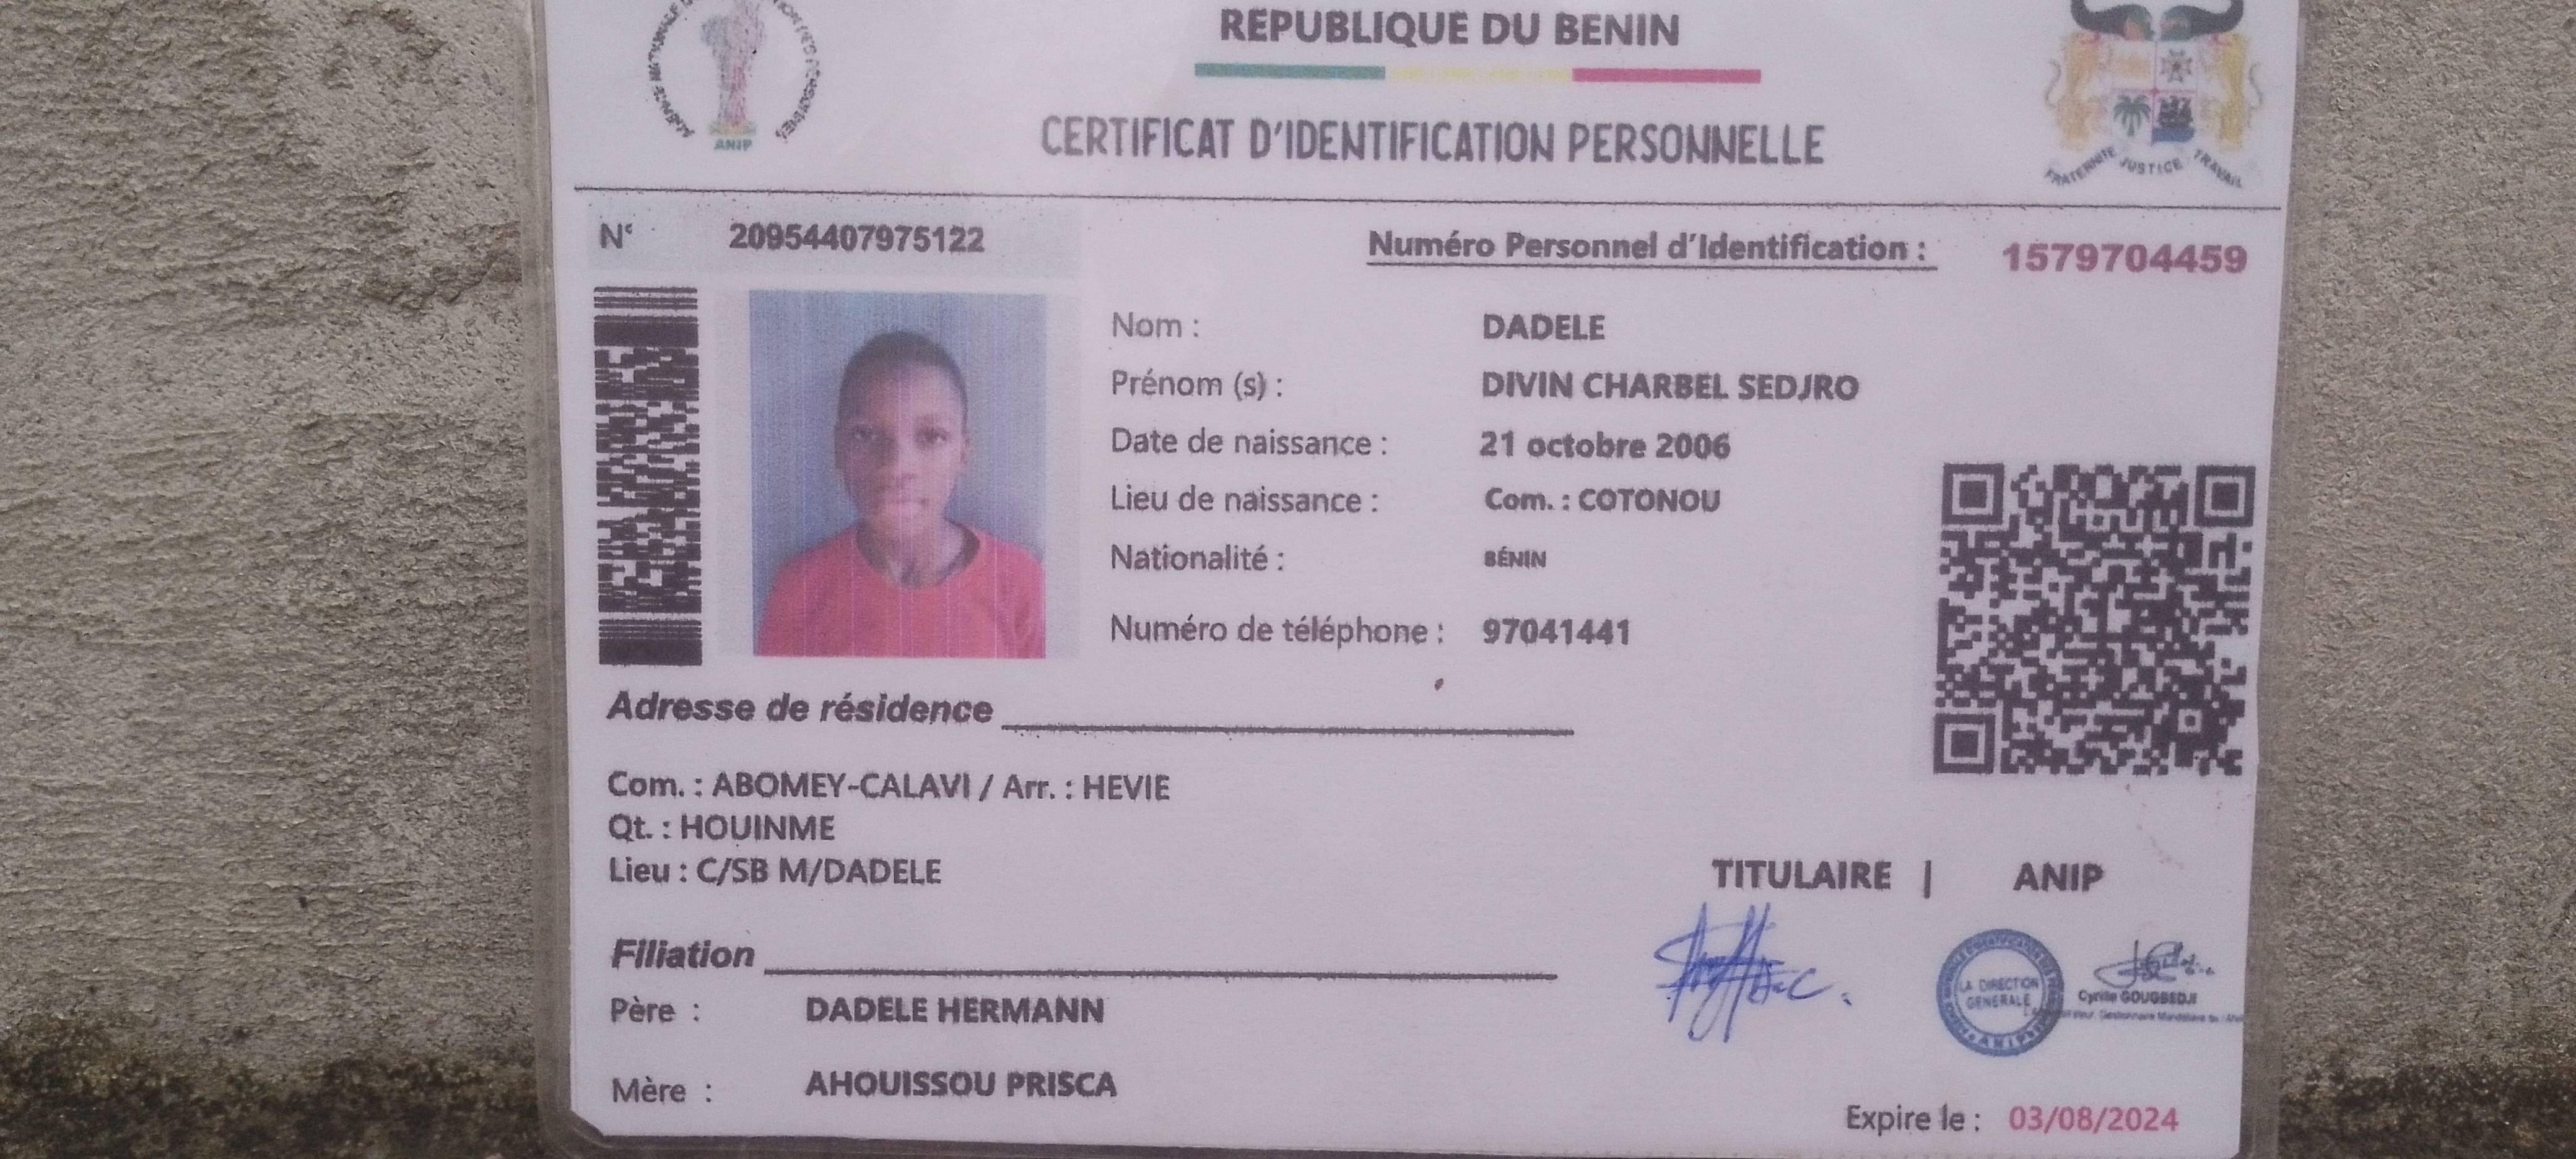 REPUBLIQUE DU BENIN
CERTIFICAT D'IDENTIFICATION PERSONNELLE
ANIP
FRATERNITE JUSTICE TRAVAIL
N° 20954407975122
Numéro Personnel d'Identification : 1579704459
Nom : DADELE
Prénom (s) : DIVIN CHARBEL SEDJRO
Date de naissance : 21 octobre 2006
Lieu de naissance : Com. : COTONOU
Nationalité : BÉNIN
Numéro de téléphone : 97041441
Adresse de résidence
Com. : ABOMEY-CALAVI / Arr. : HEVIE
Qt. : HOUINME
Lieu : C/SB M/DADELE
TITULAIRE | ANIP
LA DIRECTION
GENERALE
Cyrille GOUGBEDJI
Filiation
Père : DADELE HERMANN
Mère : AHOUISSOU PRISCA
Expire le : 03/08/2024